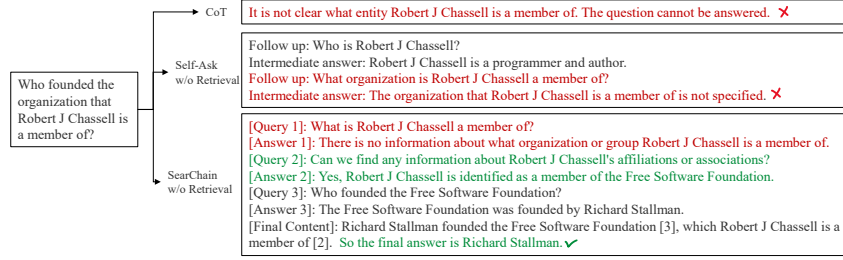 CoT
It is not clear what entity Robert J Chassell is a member of. The question cannot be answered. ✗
Who founded the
organization that
Robert J Chassell is
a member of?
Self-Ask
w/o Retrieval
Follow up: Who is Robert J Chassell?
Intermediate answer: Robert J Chassell is a programmer and author.
Follow up: What organization is Robert J Chassell a member of?
Intermediate answer: The organization that Robert J Chassell is a member of is not specified. ✗
SearChain
w/o Retrieval
[Query 1]: What is Robert J Chassell a member of?
[Answer 1]: There is no information about what organization or group Robert J Chassell is a member of.
[Query 2]: Can we find any information about Robert J Chassell's affiliations or associations?
[Answer 2]: Yes, Robert J Chassell is identified as a member of the Free Software Foundation.
[Query 3]: Who founded the Free Software Foundation?
[Answer 3]: The Free Software Foundation was founded by Richard Stallman.
[Final Content]: Richard Stallman founded the Free Software Foundation [3], which Robert J Chassell is a
member of [2]. So the final answer is Richard Stallman. ✓